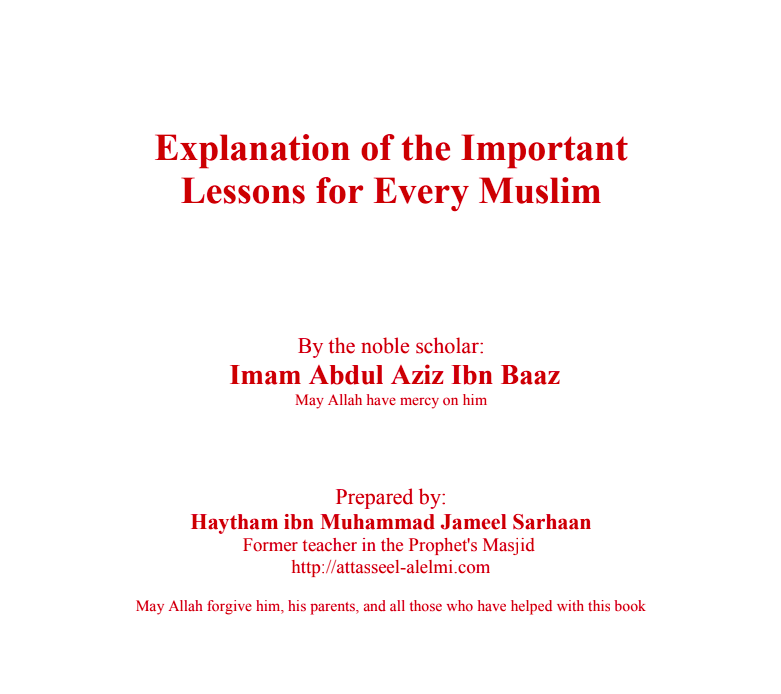 Explanation of the Important
Lessons for Every Muslim
By the noble scholar:
Imam Abdul Aziz Ibn Baaz
May Allah have mercy on him
Prepared by:
Haytham ibn Muhammad Jameel Sarhaan
Former teacher in the Prophet's Masjid
http://attasseel-alelmi.com
May Allah forgive him, his parents, and all those who have helped with this book